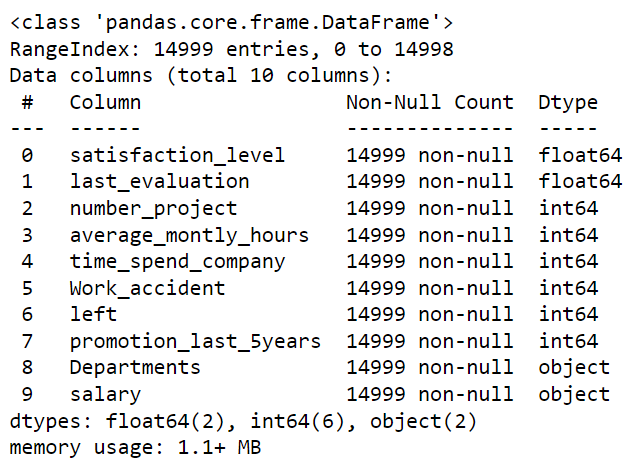 <class 'pandas.core.frame.DataFrame'>
RangeIndex: 14999 entries, 0 to 14998
Data columns (total 10 columns):
 #   Column                 Non-Null Count  Dtype
---  ------                 --------------  -----
 0   satisfaction_level     14999 non-null  float64
 1   last_evaluation        14999 non-null  float64
 2   number_project         14999 non-null  int64
 3   average_montly_hours   14999 non-null  int64
 4   time_spend_company     14999 non-null  int64
 5   Work_accident          14999 non-null  int64
 6   left                   14999 non-null  int64
 7   promotion_last_5years  14999 non-null  int64
 8   Departments            14999 non-null  object
 9   salary                 14999 non-null  object
dtypes: float64(2), int64(6), object(2)
memory usage: 1.1+ MB